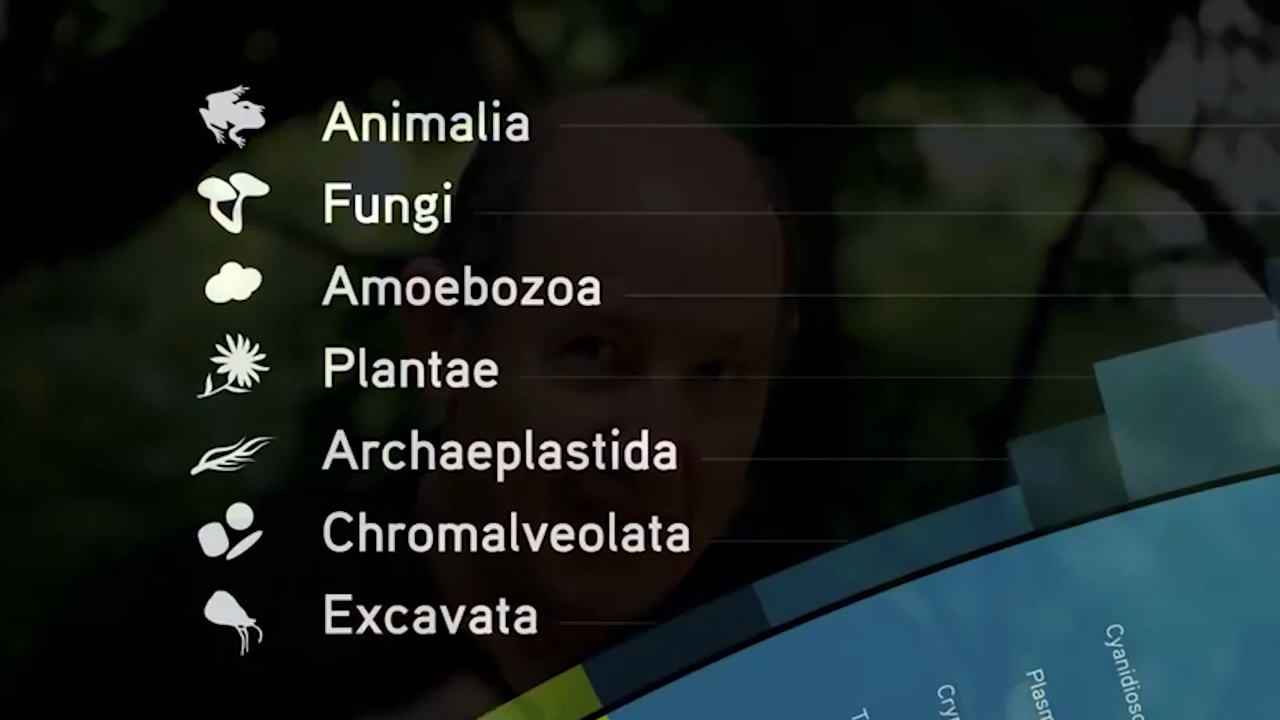 Animalia
Fungi
Amoebozoa
Plantae
Archaeplastida
Chromalveolata
Excavata